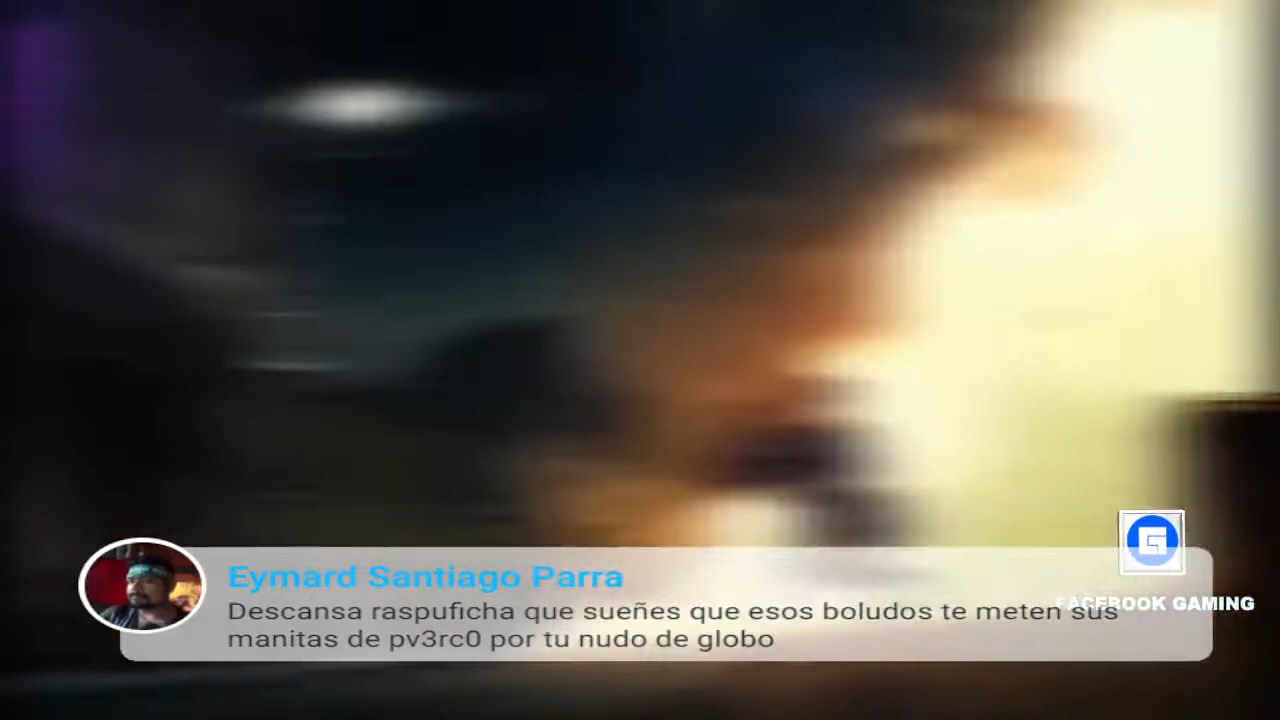 Eymard Santiago Parra
Descansa raspuficha que sueñes que esos boludos te meten sus
manitas de pv3rc0 por tu nudo de globo
FACEBOOK GAMING